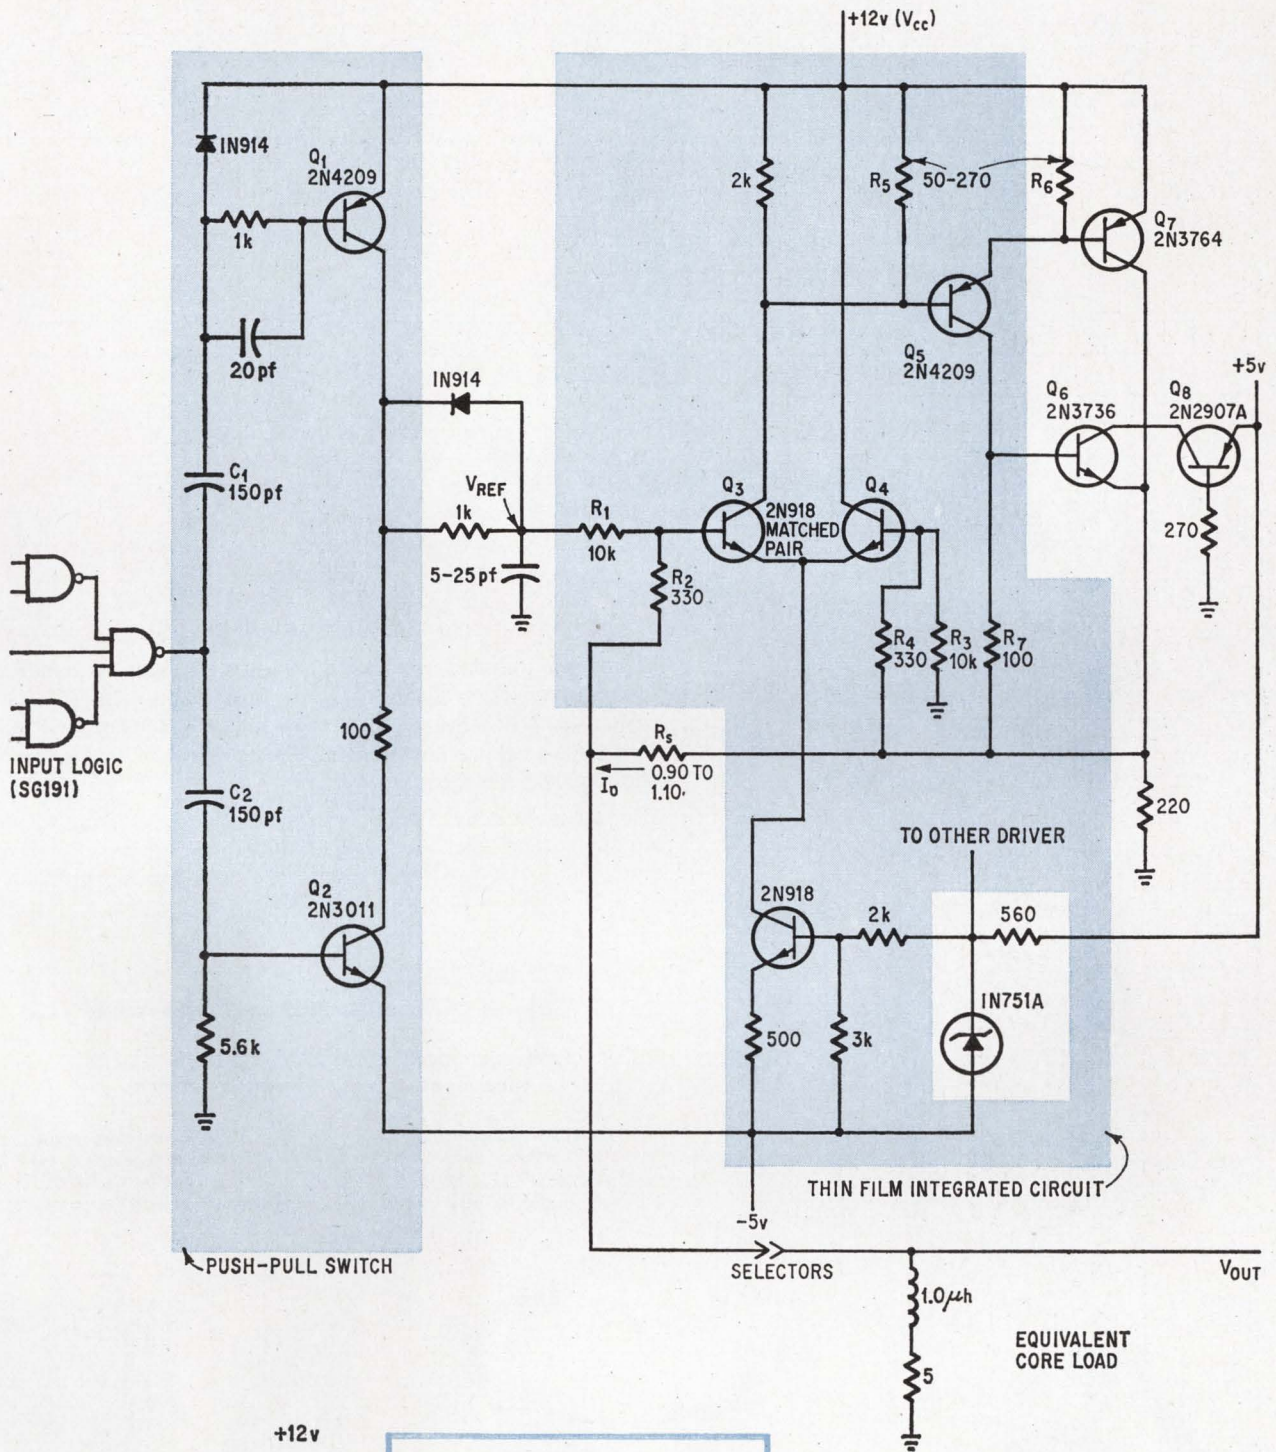 +12v (Vcc)
IN914
Q1
2N4209
1k
20pf
C1
150pf
IN914
VREF
1k
5-25pf
R1
10k
R2
330
2k
R5
50-270
R6
Q7
2N3764
Q5
2N4209
+5v
Q6
2N3736
Q8
2N2907A
270
Q3
Q4
2N918
MATCHED
PAIR
R4
330
R3
10k
R7
100
INPUT LOGIC
(SG191)
100
C2
150pf
Rs
0.90 TO
1.10
ID
220
TO OTHER DRIVER
Q2
2N3011
2N918
2k
560
IN751A
5.6k
500
3k
THIN FILM INTEGRATED CIRCUIT
-5v
PUSH-PULL SWITCH
SELECTORS
VOUT
1.0μh
EQUIVALENT
CORE LOAD
5
+12v